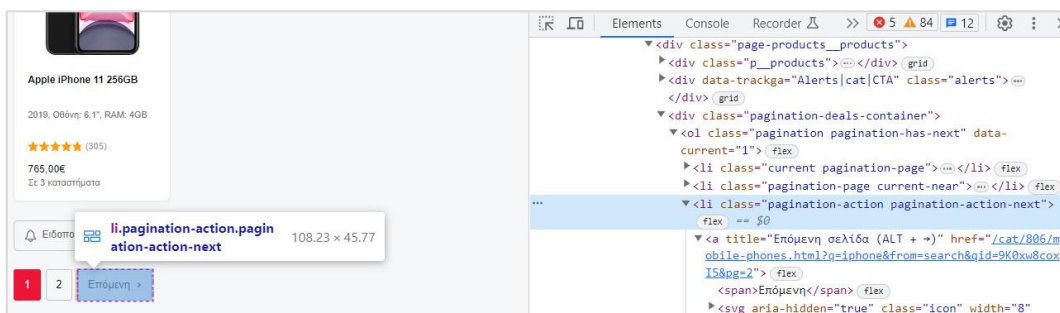 Apple iPhone 11 256GB
2019, Οθόνη: 6.1", RAM: 4GB
(305)
765,00€
Σε 3 καταστήματα
Ειδοπο
li.pagination-action.pagin
ation-action-next
108.23 × 45.77
1 2 Επόμενη >
Elements Console Recorder >> 5 84 12
▼<div class="page-products__products">
▶<div class="p__products">⋯</div> grid
▶<div data-trackga="Alerts|cat|CTA" class="alerts">⋯
</div> grid
▼<div class="pagination-deals-container">
▼<ol class="pagination pagination-has-next" data-
current="1"> flex
▶<li class="current pagination-page">⋯</li> flex
▶<li class="pagination-page current-near">⋯</li> flex
⋯ ▼<li class="pagination-action pagination-action-next">
flex == $0
▼<a title="Επόμενη σελίδα (ALT + →)" href="/cat/806/m
obile-phones.html?q=iphone&from=search&qid=9K0xw8cox
I5&pg=2"> flex
<span>Επόμενη</span> flex
▶<svg aria-hidden="true" class="icon" width="8"